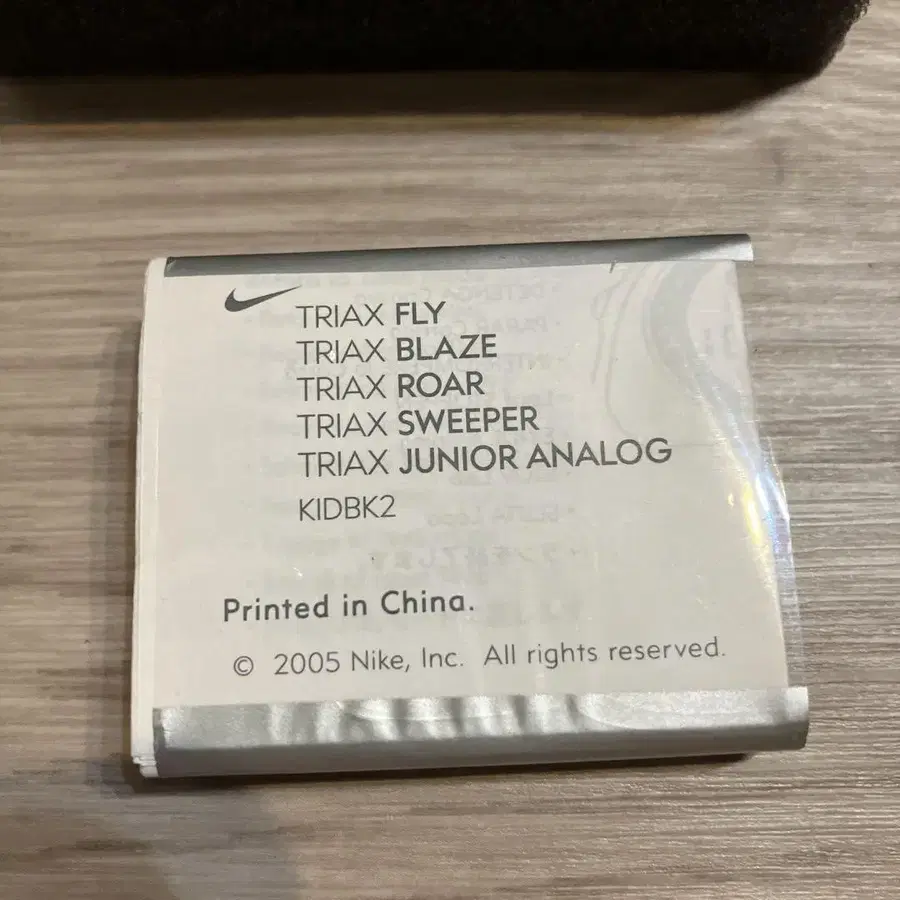 TRIAX FLY
TRIAX BLAZE
TRIAX ROAR
TRIAX SWEEPER
TRIAX JUNIOR ANALOG
KIDBK2
Printed in China.
© 2005 Nike, Inc. All rights reserved.